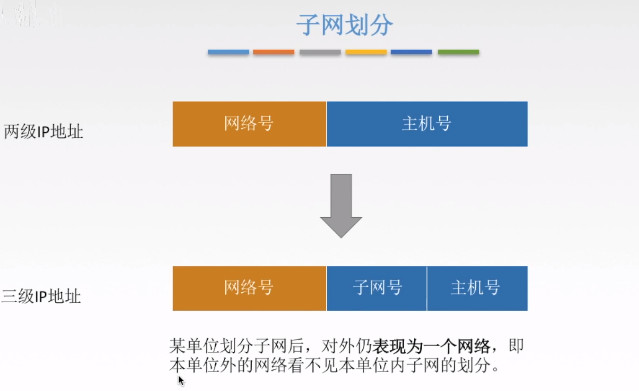 子网划分
两级IP地址
网络号
主机号
三级IP地址
网络号
子网号
主机号
某单位划分子网后，对外仍表现为一个网络，即
本单位外的网络看不见本单位内子网的划分。